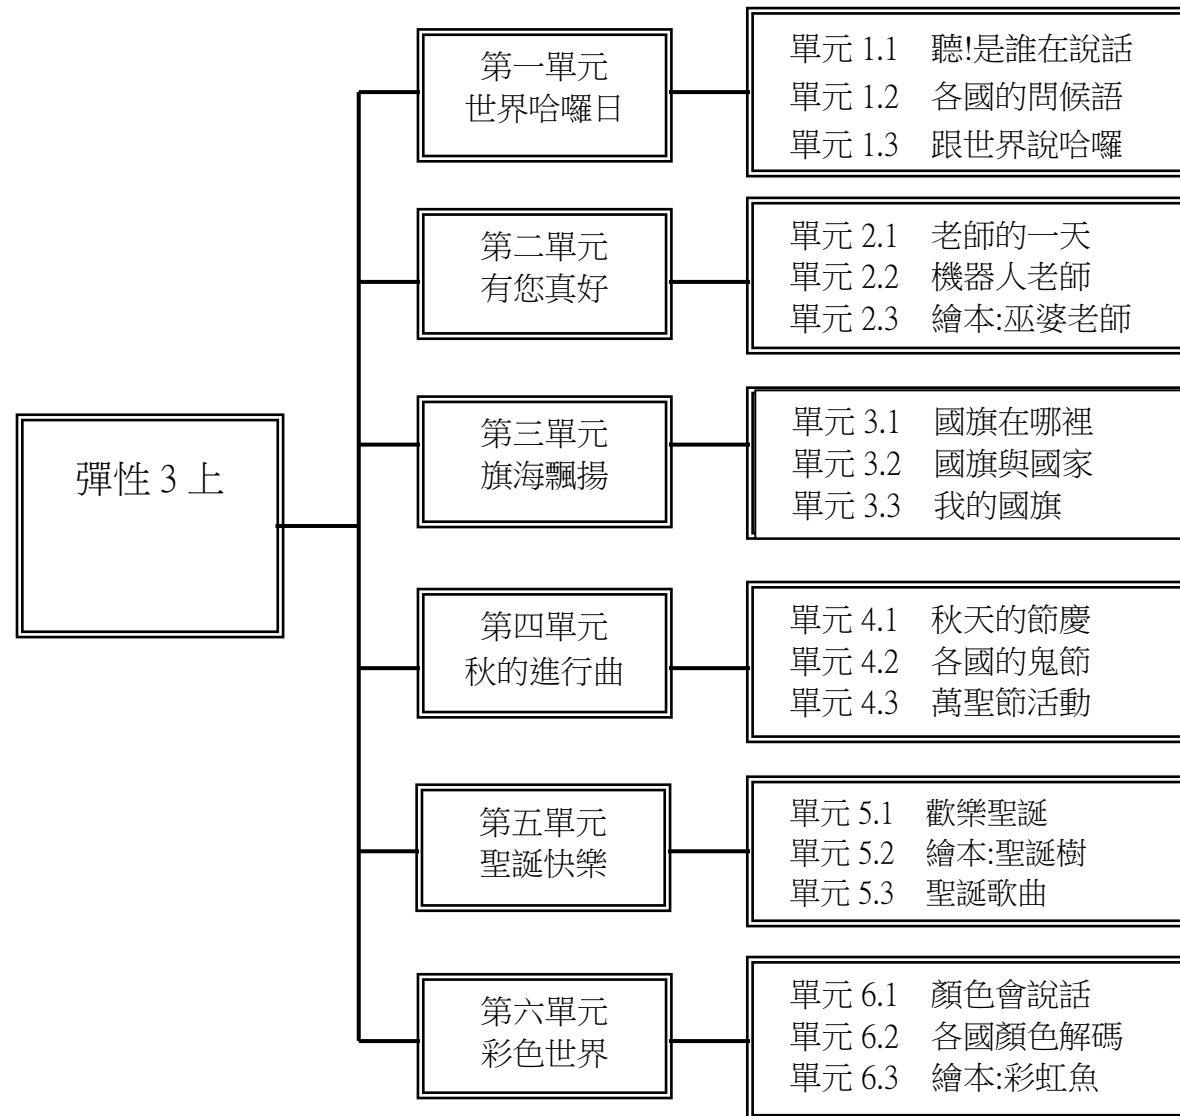 彈性 3 上
第一單元
世界哈囉日
單元 1.1 聽!是誰在說話
單元 1.2 各國的問候語
單元 1.3 跟世界說哈囉
第二單元
有您真好
單元 2.1 老師的一天
單元 2.2 機器人老師
單元 2.3 繪本:巫婆老師
第三單元
旗海飄揚
單元 3.1 國旗在哪裡
單元 3.2 國旗與國家
單元 3.3 我的國旗
第四單元
秋的進行曲
單元 4.1 秋天的節慶
單元 4.2 各國的鬼節
單元 4.3 萬聖節活動
第五單元
聖誕快樂
單元 5.1 歡樂聖誕
單元 5.2 繪本:聖誕樹
單元 5.3 聖誕歌曲
第六單元
彩色世界
單元 6.1 顏色會說話
單元 6.2 各國顏色解碼
單元 6.3 繪本:彩虹魚